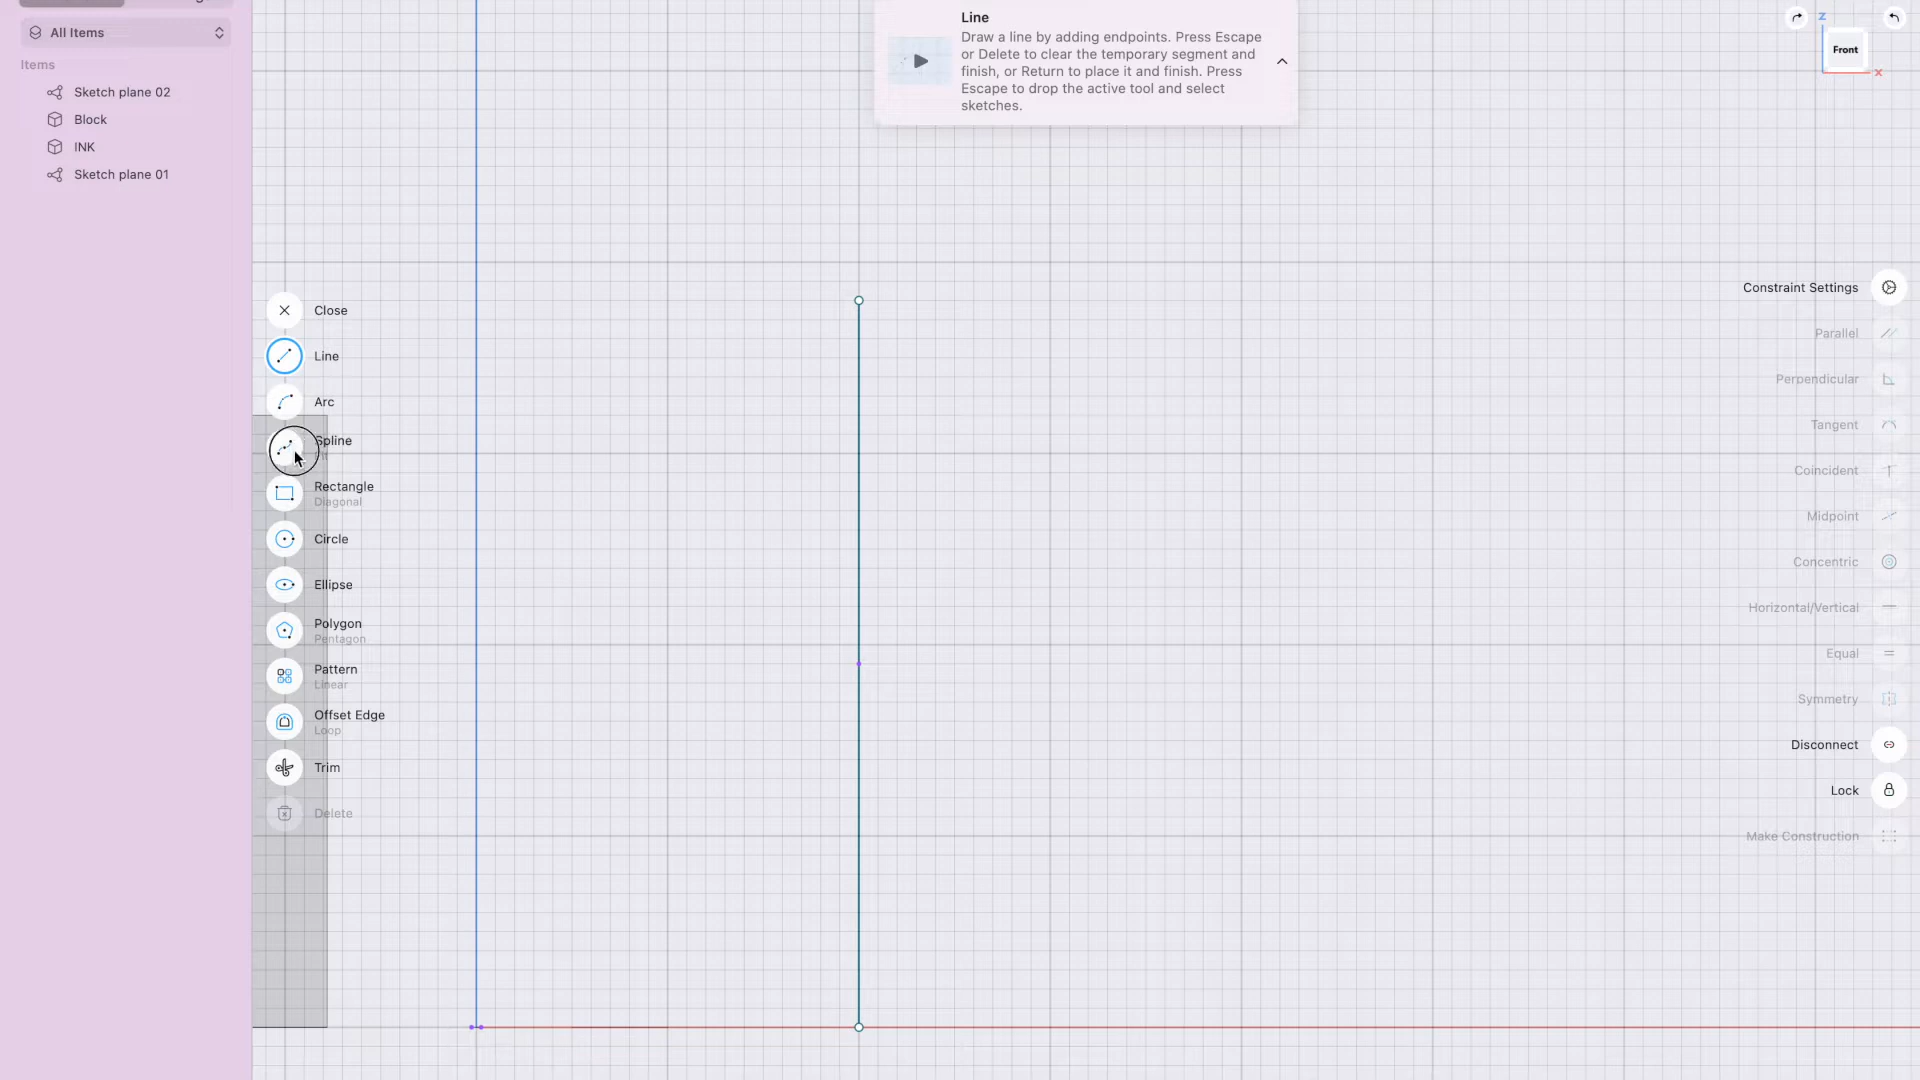 All Items
Items
Sketch plane 02
Block
INK
Sketch plane 01
Line
Draw a line by adding endpoints. Press Escape
or Delete to clear the temporary segment and
finish, or Return to place it and finish. Press
Escape to drop the active tool and select
sketches.
Z
Front
X
Close
Line
Arc
Spline
Rectangle
Diagonal
Circle
Ellipse
Polygon
Pentagon
Pattern
Linear
Offset Edge
Loop
Trim
Delete
Constraint Settings
Parallel
Perpendicular
Tangent
Coincident
Midpoint
Concentric
Horizontal/Vertical
Equal
Symmetry
Disconnect
Lock
Make Construction